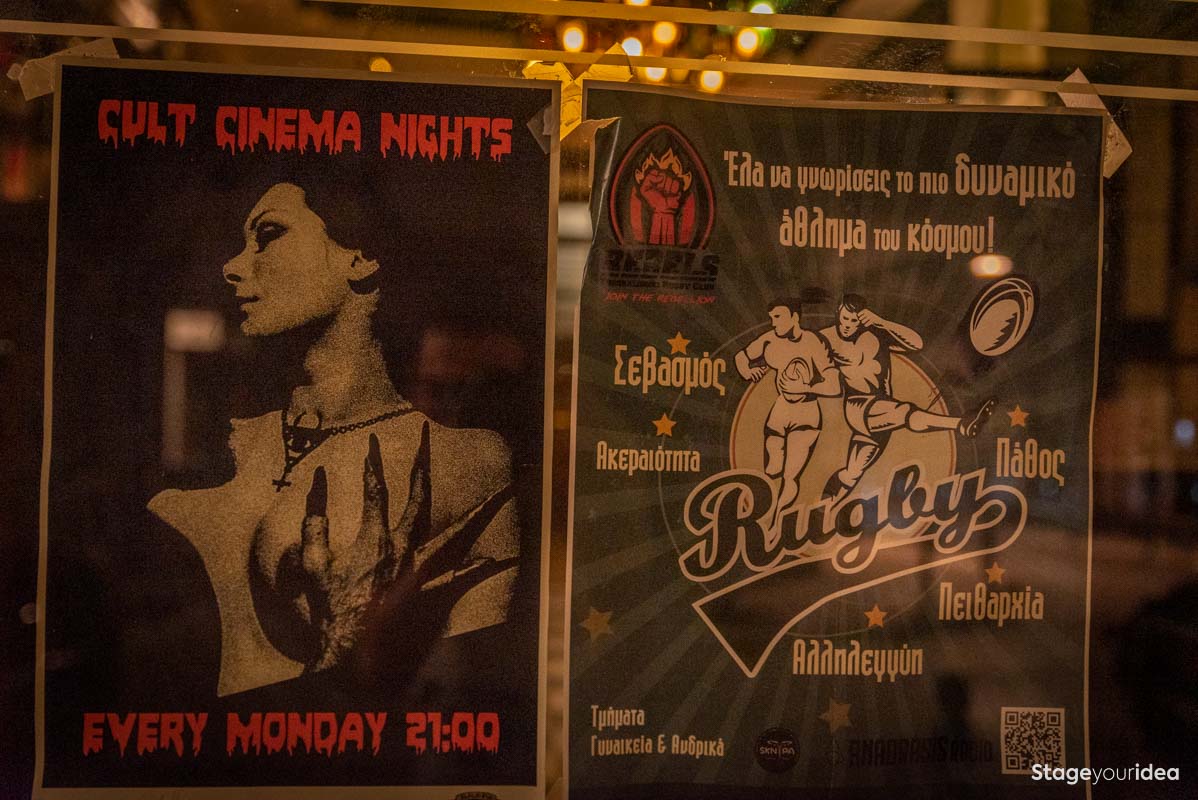 CULT CINEMA NIGHTS
EVERY MONDAY 21:00
REBELS
JOIN THE REBELLION
Έλα να γνωρίσεις το πιο δυναμικό
άθλημα του κόσμου!
Σεβασμός
Ακεραιότητα
Πάθος
Rugby
Πειθαρχία
Αλληλεγγύη
Τμήματα
Γυναικεία & Ανδρικά
Stageyouridea